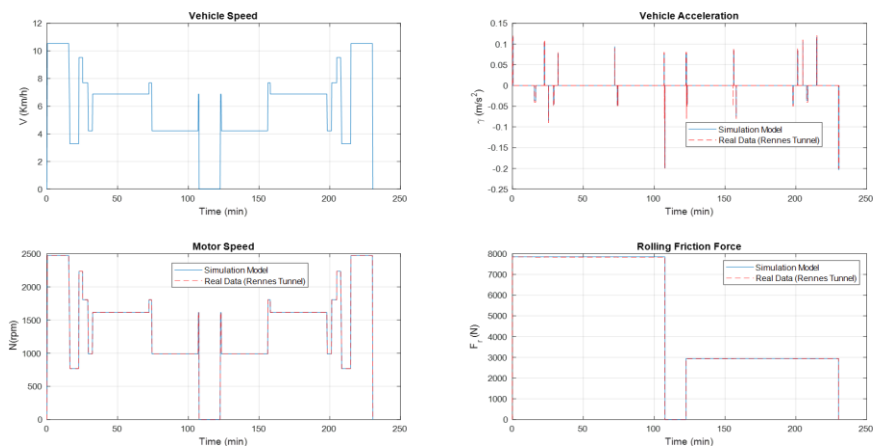 Vehicle Speed
12
10
8
6
4
2
0
V (Km/h)
0 50 100 150 200 250
Time (min)
Vehicle Acceleration
0.15
0.1
0.05
0
-0.05
-0.1
-0.15
-0.2
-0.25
γ (m/s²)
Simulation Model
Real Data (Rennes Tunnel)
0 50 100 150 200 250
Time (min)
Motor Speed
2500
2000
1500
1000
500
0
N(rpm)
Simulation Model
Real Data (Rennes Tunnel)
0 50 100 150 200 250
Time (min)
Rolling Friction Force
8000
7000
6000
5000
4000
3000
2000
1000
0
F_r (N)
Simulation Model
Real Data (Rennes Tunnel)
0 50 100 150 200 250
Time (min)